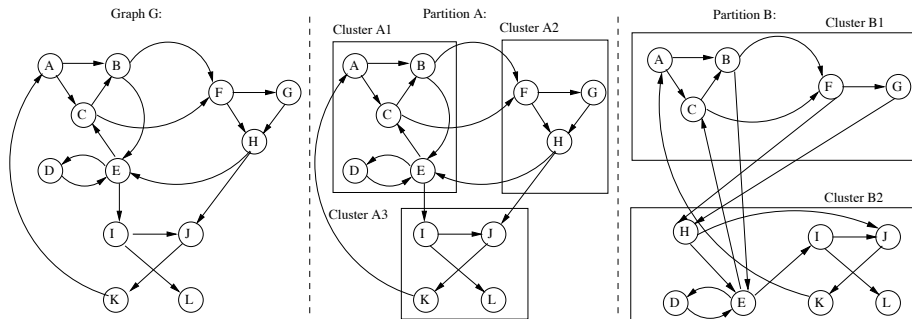 Graph G:
Partition A:
Partition B:
Cluster A1
Cluster A2
Cluster B1
A
B
F
G
C
H
D
E
I
J
K
L
A
B
F
G
C
H
D
E
Cluster A3
I
J
K
L
A
B
F
G
C
Cluster B2
H
I
J
D
E
K
L